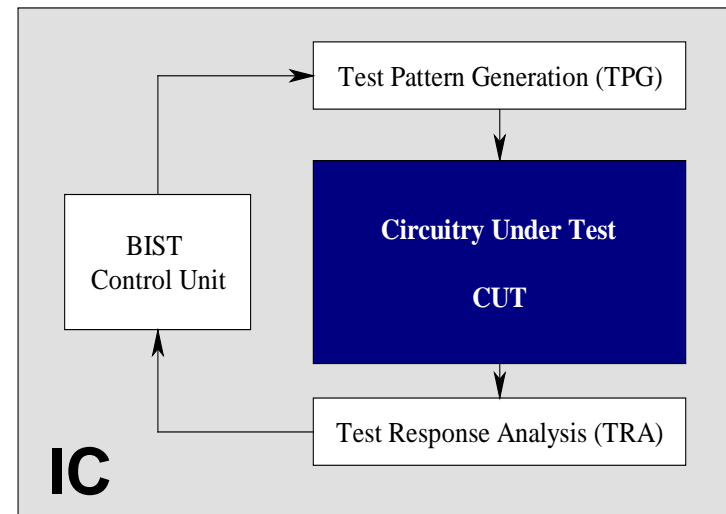 Test Pattern Generation (TPG)
Circuitry Under Test
CUT
BIST
Control Unit
Test Response Analysis (TRA)
IC